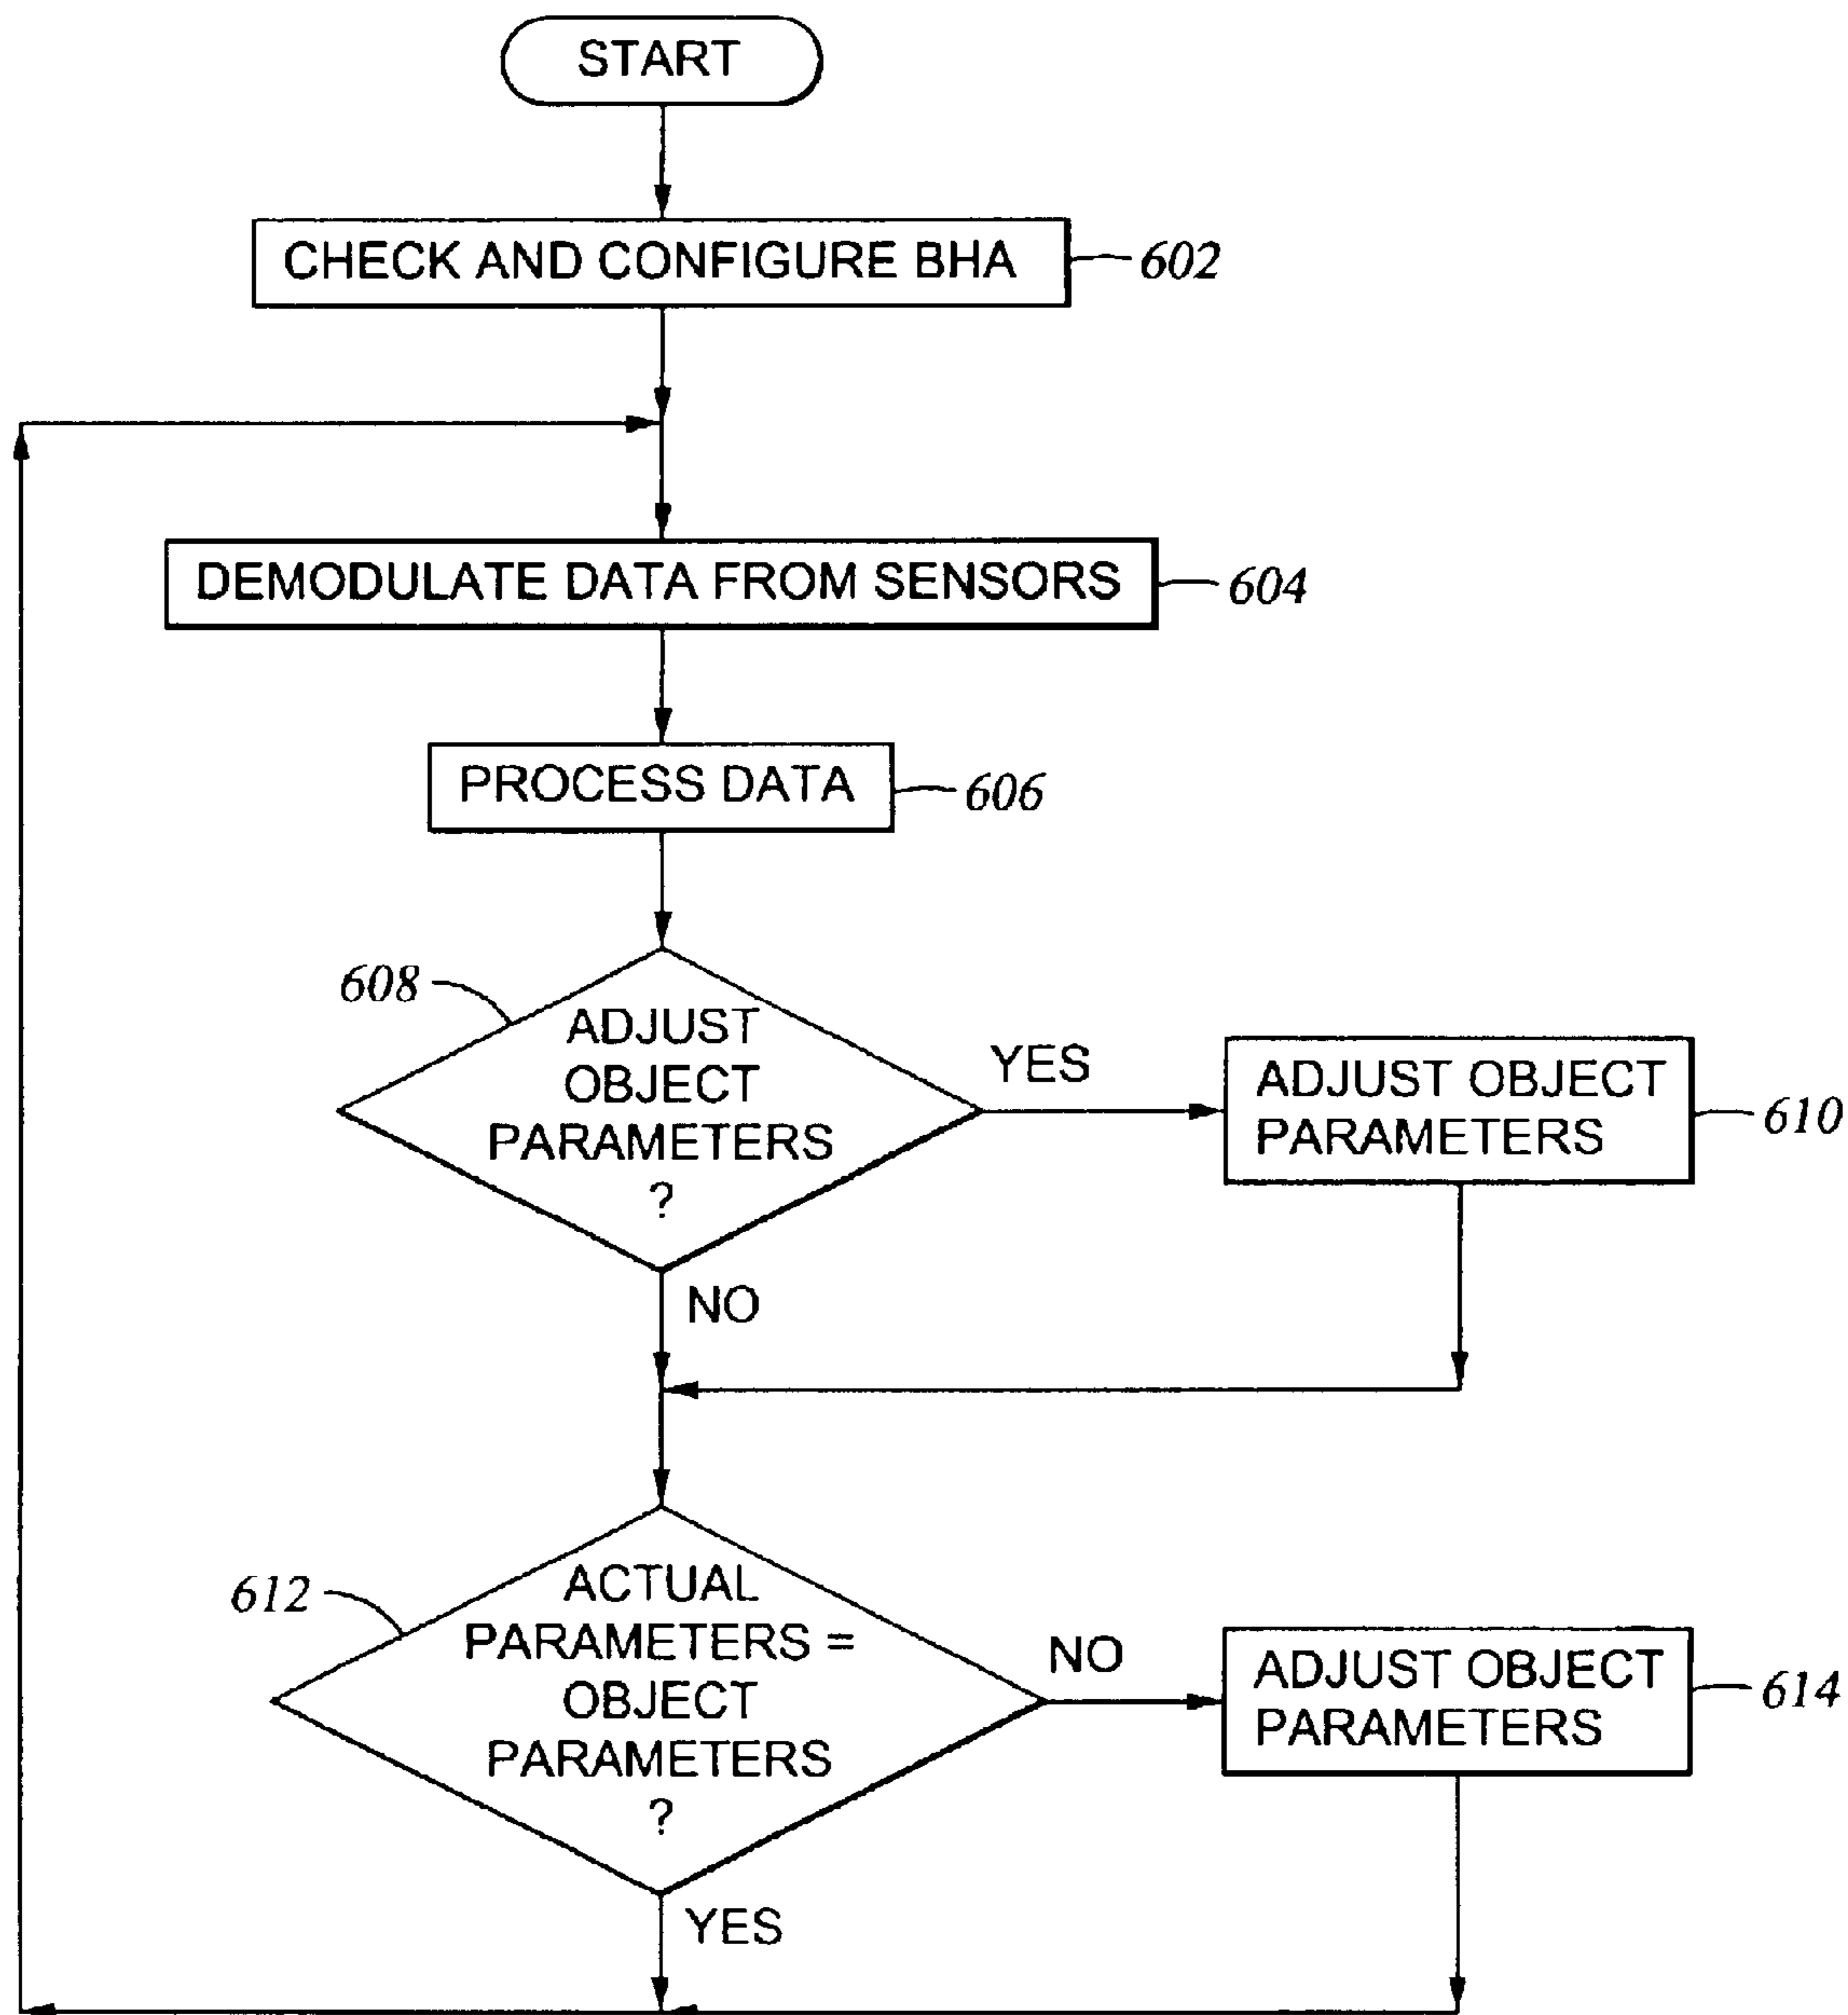 START
CHECK AND CONFIGURE BHA
602
DEMODULATE DATA FROM SENSORS
604
PROCESS DATA
606
608
ADJUST
OBJECT
PARAMETERS
?
YES
ADJUST OBJECT
PARAMETERS
610
NO
612
ACTUAL
PARAMETERS =
OBJECT
PARAMETERS
?
NO
ADJUST OBJECT
PARAMETERS
614
YES